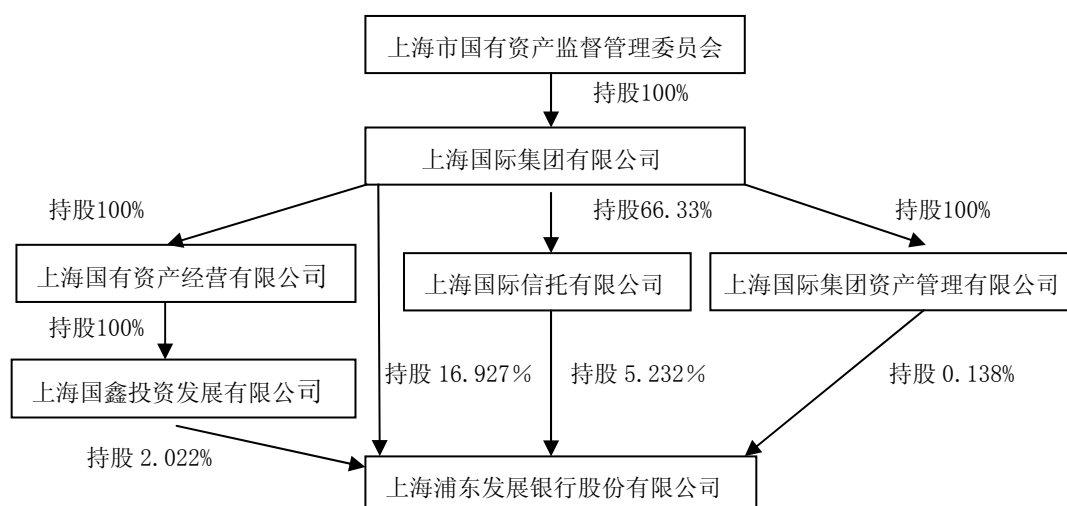 上海市国有资产监督管理委员会
持股100%
上海国际集团有限公司
持股100%
持股66.33%
持股100%
上海国有资产经营有限公司
上海国际信托有限公司
上海国际集团资产管理有限公司
持股100%
上海国鑫投资发展有限公司
持股 16.927％
持股 5.232％
持股 0.138%
持股 2.022%
上海浦东发展银行股份有限公司